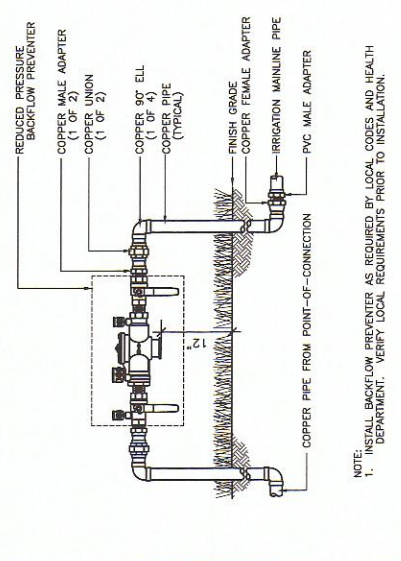 REDUCED PRESSURE
BACKFLOW PREVENTER
COPPER MALE ADAPTER
(1 OF 2)
COPPER UNION
(1 OF 2)
COPPER 90° ELL
(1 OF 4)
COPPER PIPE
(TYPICAL)
FINISH GRADE
COPPER FEMALE ADAPTER
IRRIGATION MAINLINE PIPE
PVC MALE ADAPTER
12"
COPPER PIPE FROM POINT-OF-CONNECTION
NOTE:
1. INSTALL BACKFLOW PREVENTER AS REQUIRED BY LOCAL CODES AND HEALTH
DEPARTMENT. VERIFY LOCAL REQUIREMENTS PRIOR TO INSTALLATION.